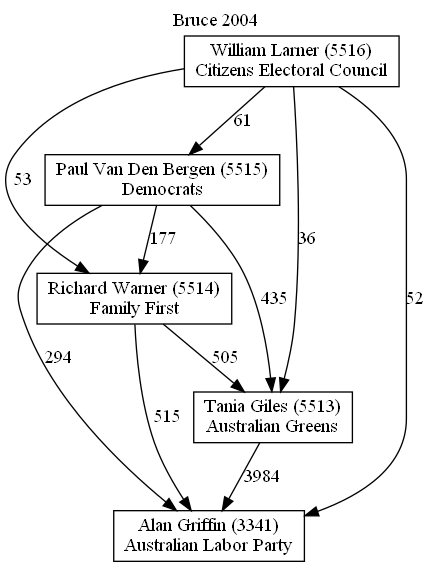 Bruce 2004
William Larner (5516)
Citizens Electoral Council
61
Paul Van Den Bergen (5515)
Democrats
53
177
36
Richard Warner (5514)
Family First
435
52
294
505
515
Tania Giles (5513)
Australian Greens
3984
Alan Griffin (3341)
Australian Labor Party